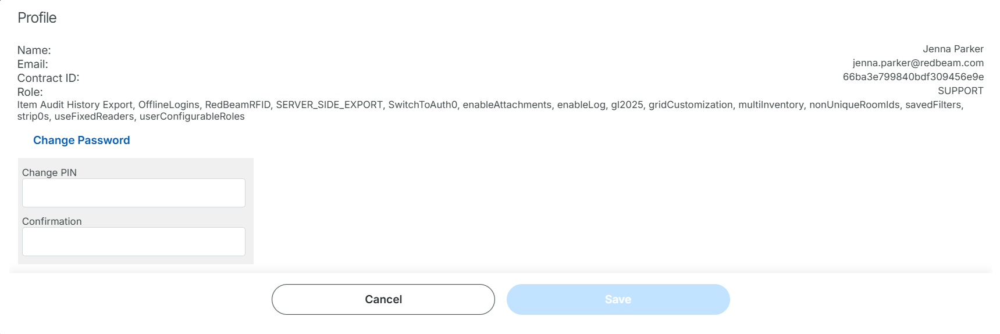 Profile
Name: Jenna Parker
Email: jenna.parker@redbeam.com
Contract ID: 66ba3e799840bdf309456e9e
Role: SUPPORT
Item Audit History Export, OfflineLogins, RedBeamRFID, SERVER_SIDE_EXPORT, SwitchToAuth0, enableAttachments, enableLog, gl2025, gridCustomization, multiInventory, nonUniqueRoomIds, savedFilters,
strip0s, useFixedReaders, userConfigurableRoles
Change Password
Change PIN
Confirmation
Cancel Save